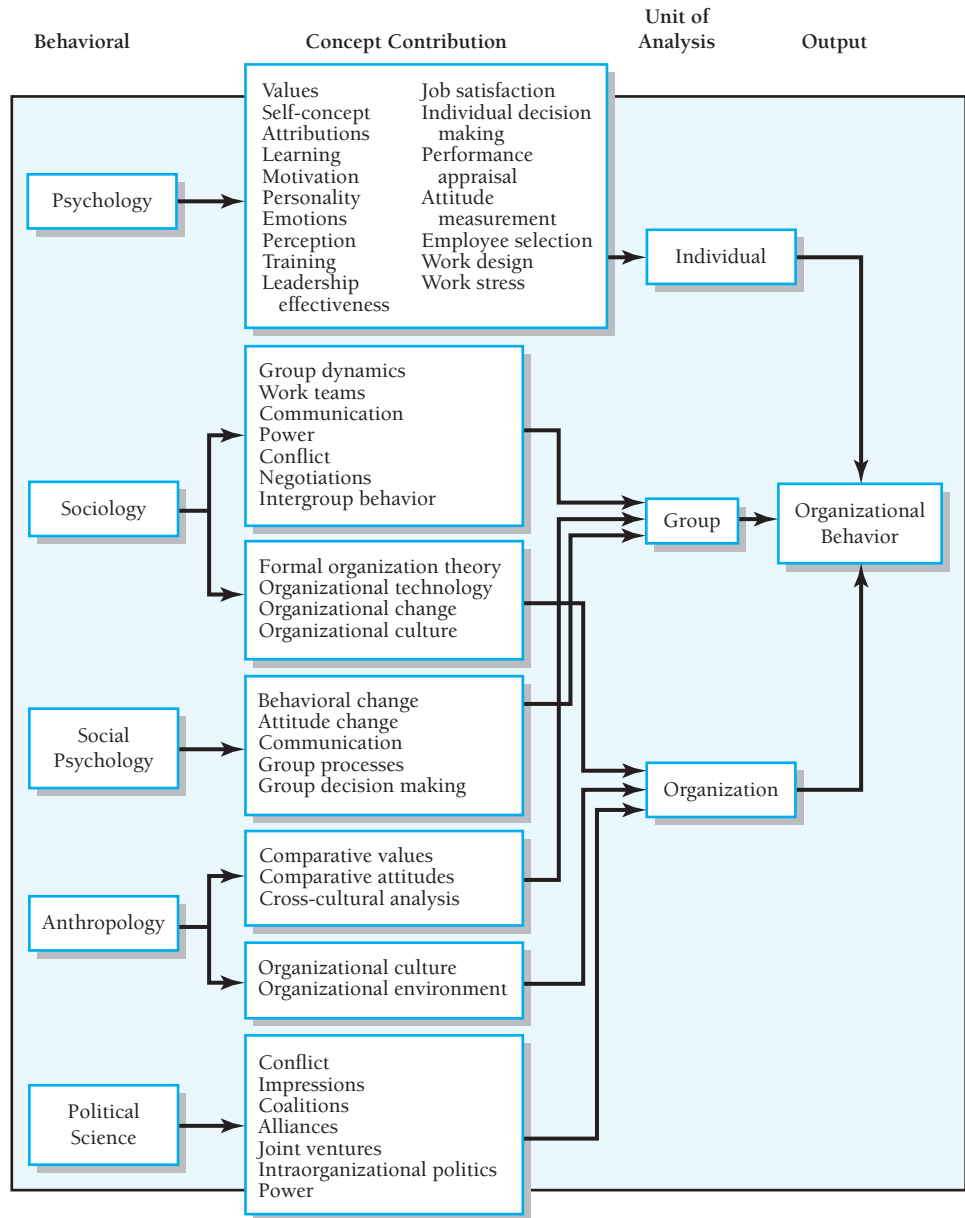 Behavioral
Concept Contribution
Unit of
Analysis
Output
Psychology
Values
Self-concept
Attributions
Learning
Motivation
Personality
Emotions
Perception
Training
Leadership
effectiveness
Job satisfaction
Individual decision
making
Performance
appraisal
Attitude
measurement
Employee selection
Work design
Work stress
Individual
Sociology
Group dynamics
Work teams
Communication
Power
Conflict
Negotiations
Intergroup behavior
Formal organization theory
Organizational technology
Organizational change
Organizational culture
Group
Organizational
Behavior
Social
Psychology
Behavioral change
Attitude change
Communication
Group processes
Group decision making
Organization
Anthropology
Comparative values
Comparative attitudes
Cross-cultural analysis
Organizational culture
Organizational environment
Political
Science
Conflict
Impressions
Coalitions
Alliances
Joint ventures
Intraorganizational politics
Power